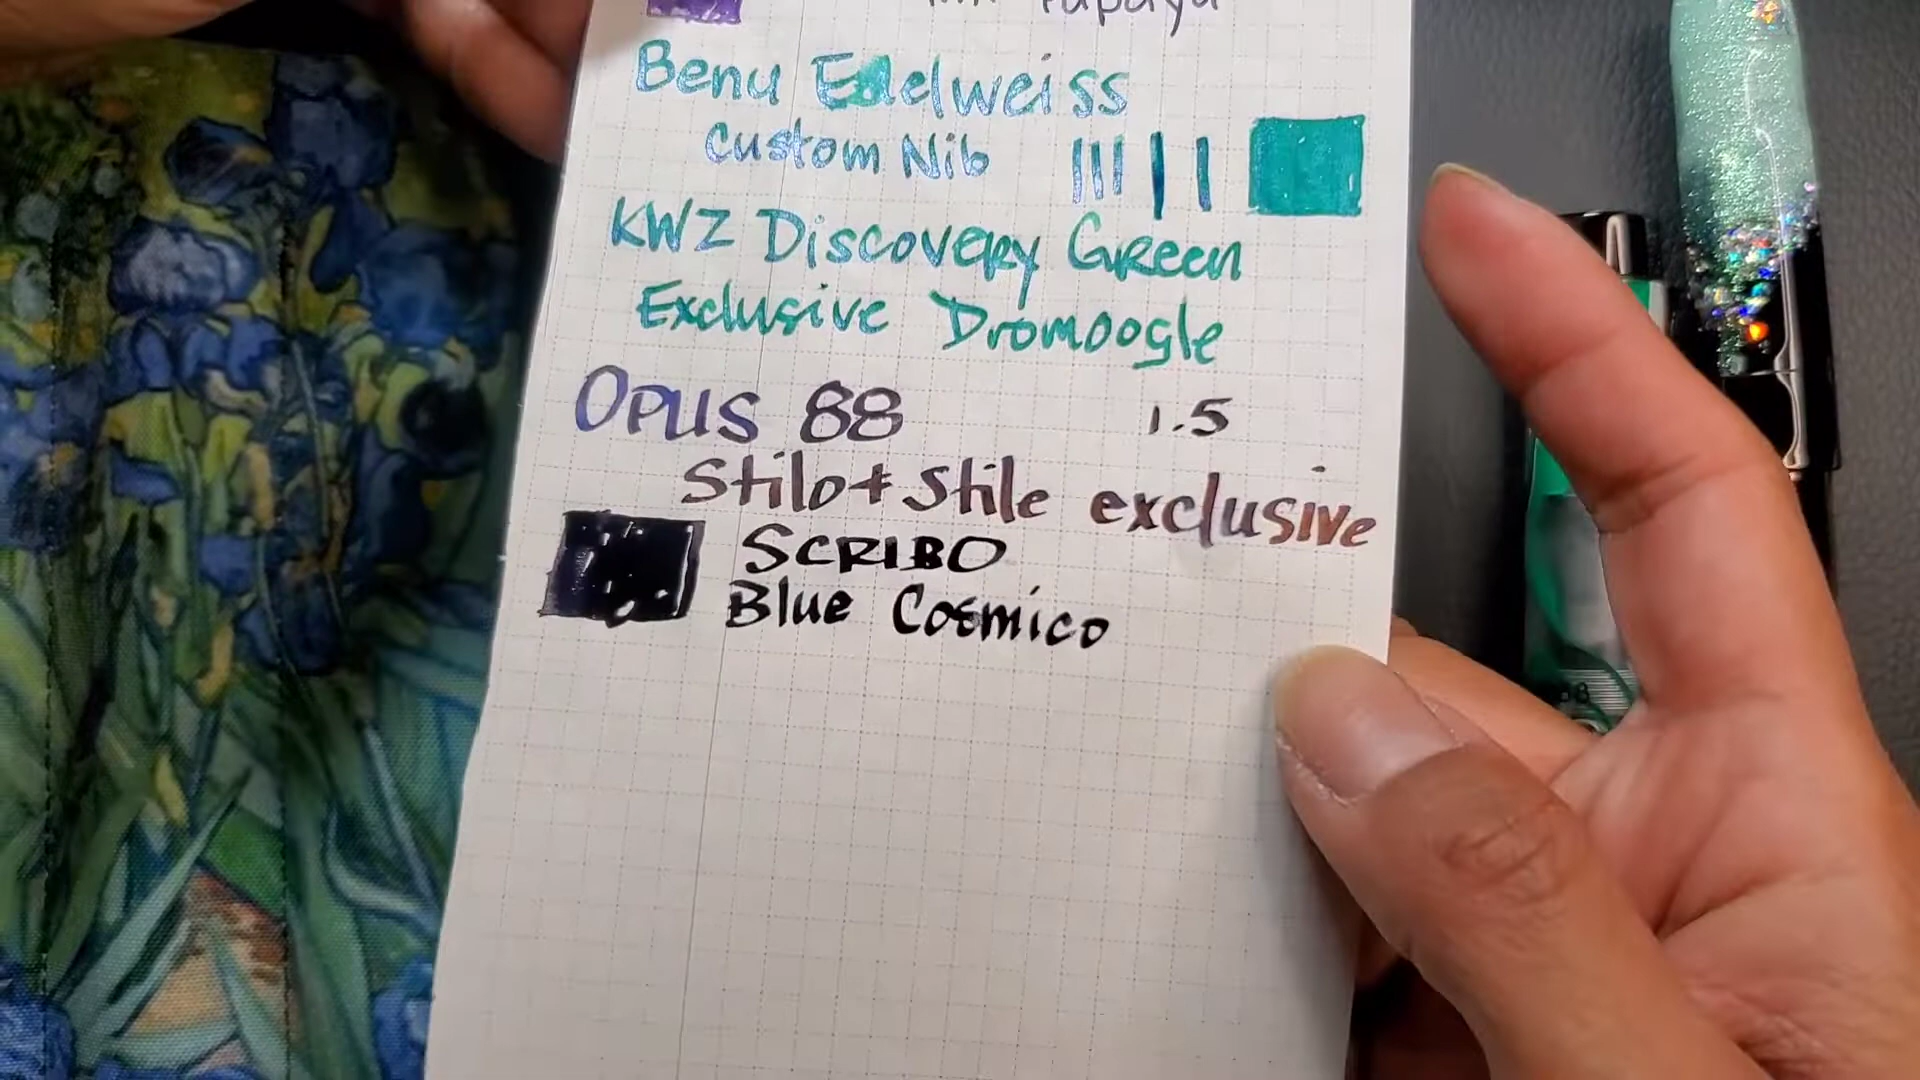 Papaya
Benu Edelweiss
Custom Nib
KWZ Discovery Green
Exclusive Dromoogle
Opus 88 1.5
Stilo+Stile exclusive
SCRIBO
Blue Cosmico